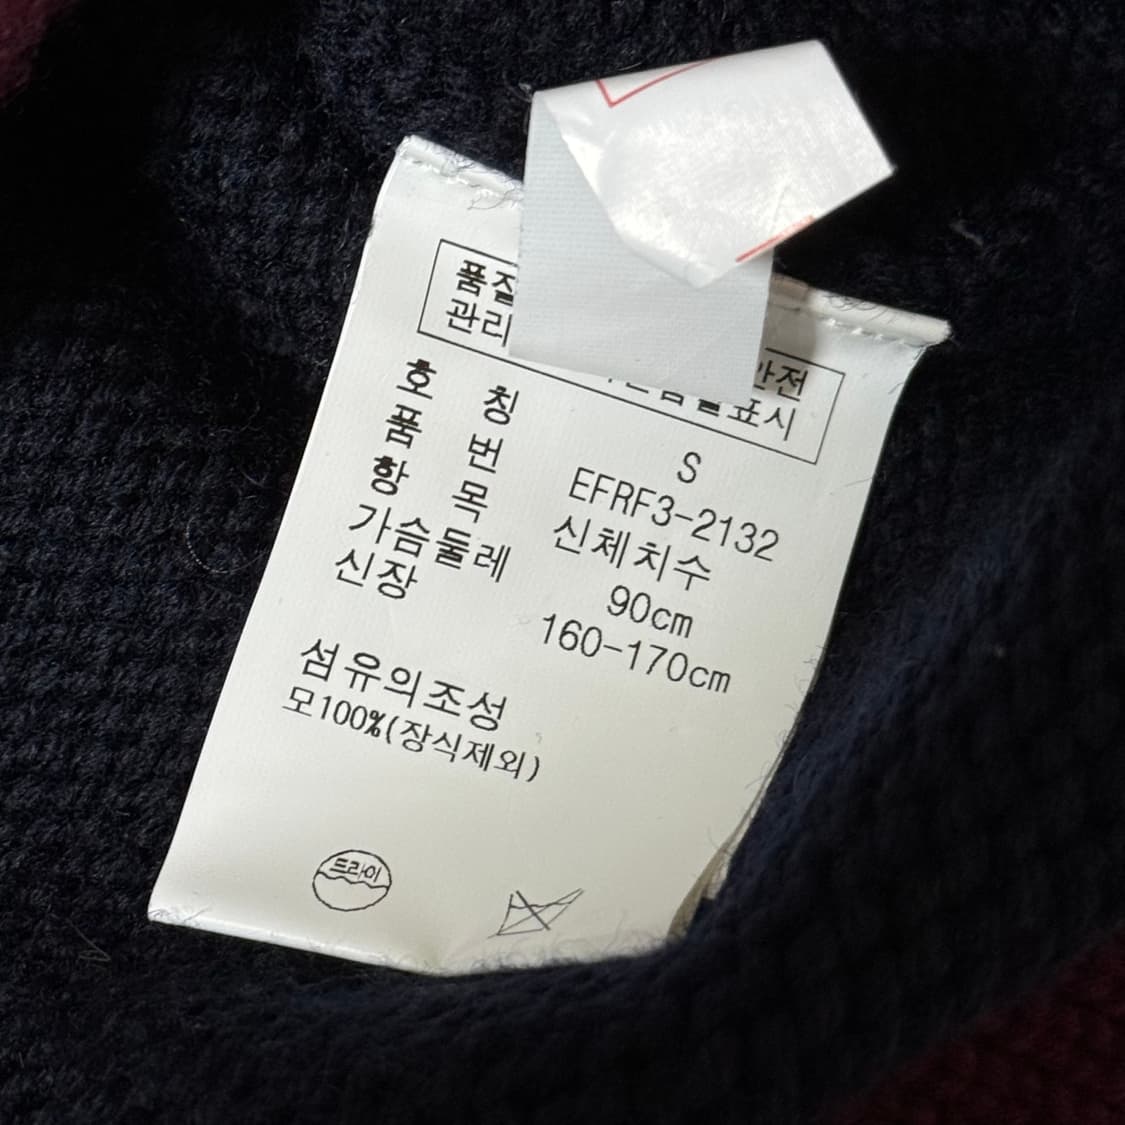 품질
관리
안전
표시
호 칭 S
품 번 EFRF3-2132
항 목 신체치수
가슴둘레 90cm
신장 160-170cm
섬유의조성
모100%(장식제외)
드라이